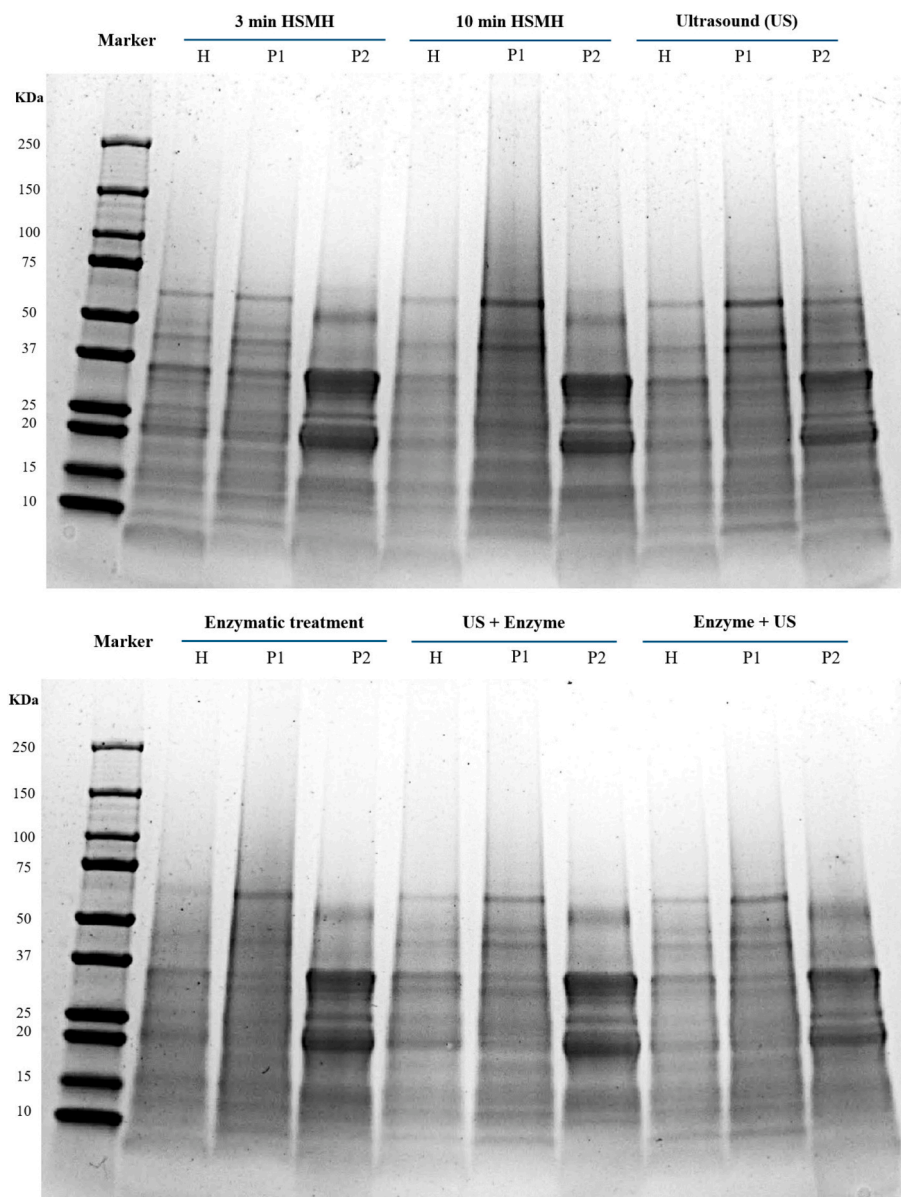 3 min HSMH 10 min HSMH Ultrasound (US)
Marker
H P1 P2 H P1 P2 H P1 P2
KDa
250
150
100
75
50
37
25
20
15
10
Enzymatic treatment US + Enzyme Enzyme + US
Marker
H P1 P2 H P1 P2 H P1 P2
KDa
250
150
100
75
50
37
25
20
15
10